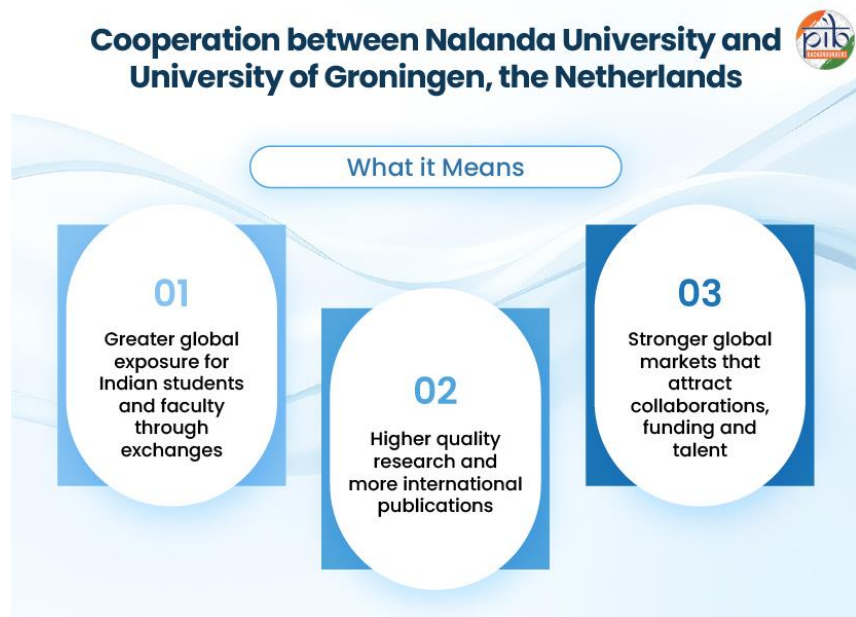 Cooperation between Nalanda University and
University of Groningen, the Netherlands
pib
BACKGROUNDERS
What it Means
01
Greater global
exposure for
Indian students
and faculty
through
exchanges
02
Higher quality
research and
more international
publications
03
Stronger global
markets that
attract
collaborations,
funding and
talent